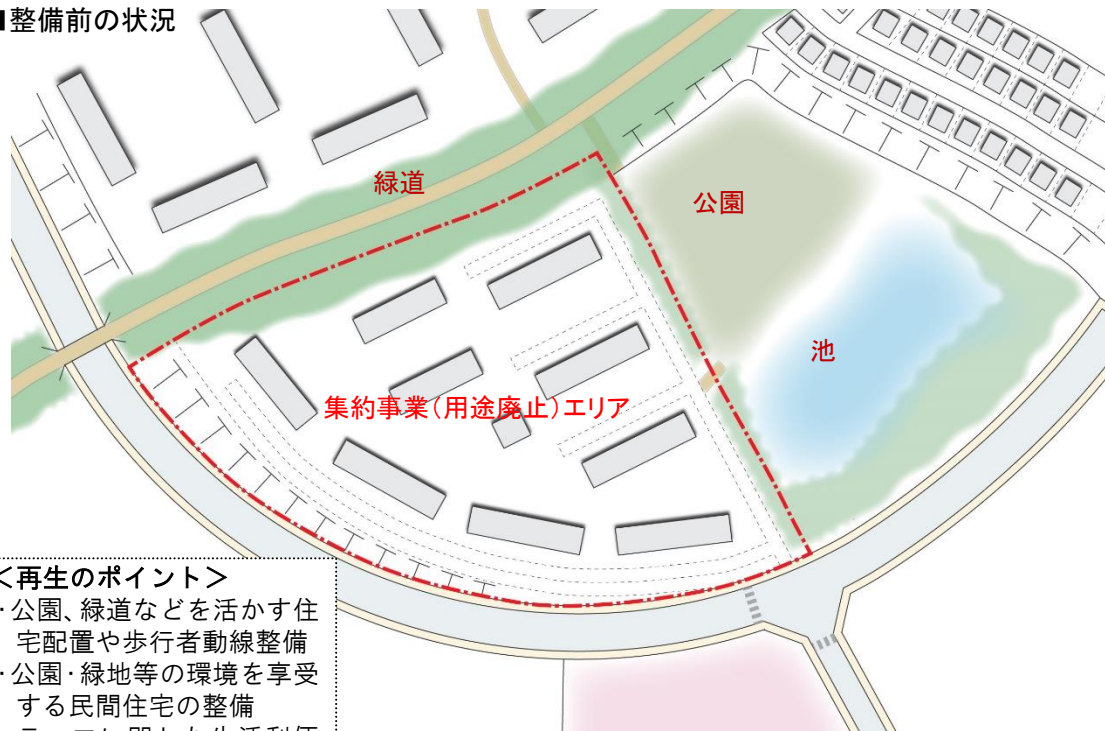 ■整備前の状況
緑道
公園
池
集約事業(用途廃止)エリア
<再生のポイント>
・公園、緑道などを活かす住
宅配置や歩行者動線整備
・公園・緑地等の環境を享受
する民間住宅の整備